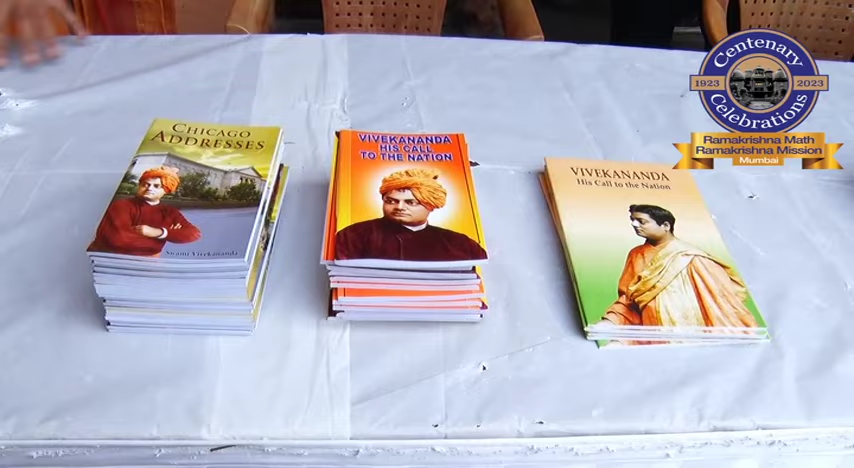 CHICAGO
ADDRESSES
Swami Vivekananda
VIVEKANANDA
HIS CALL
TO THE NATION
VIVEKANANDA
His Call to the Nation
Centenary
1923 2023
Celebrations
Ramakrishna Math
Ramakrishna Mission
Mumbai